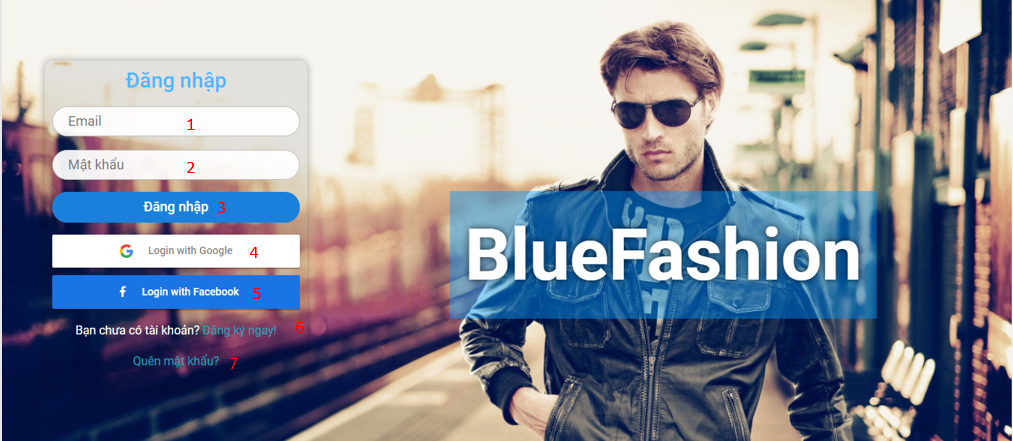 Đăng nhập
Email 1
Mật khẩu 2
Đăng nhập 3
Login with Google 4
Login with Facebook 5
Bạn chưa có tài khoản? Đăng ký ngay! 6
Quên mật khẩu? 7
BlueFashion